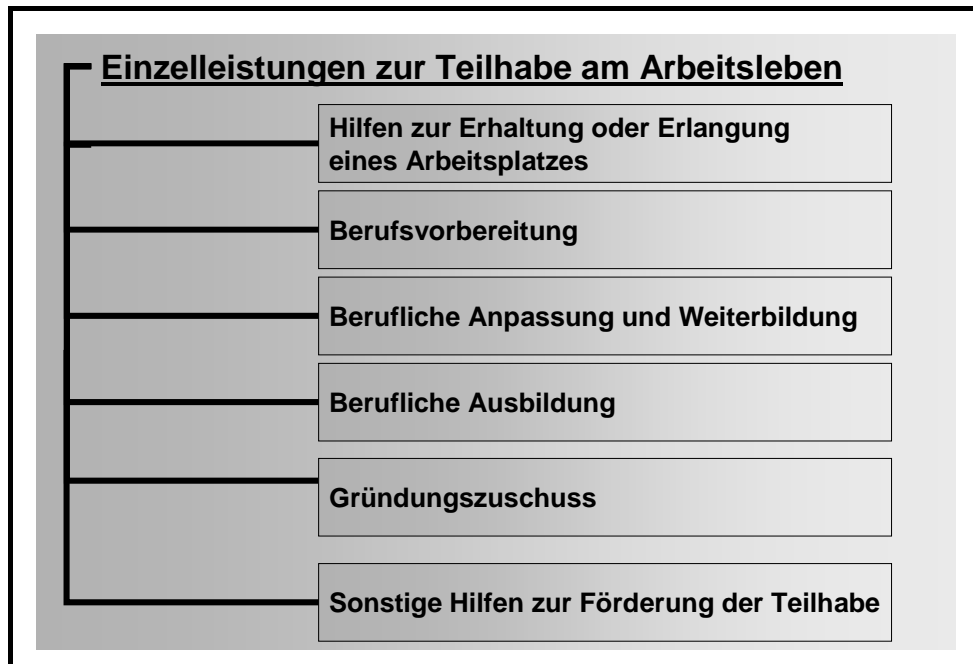 Einzelleistungen zur Teilhabe am Arbeitsleben
Hilfen zur Erhaltung oder Erlangung
eines Arbeitsplatzes
Berufsvorbereitung
Berufliche Anpassung und Weiterbildung
Berufliche Ausbildung
Gründungszuschuss
Sonstige Hilfen zur Förderung der Teilhabe